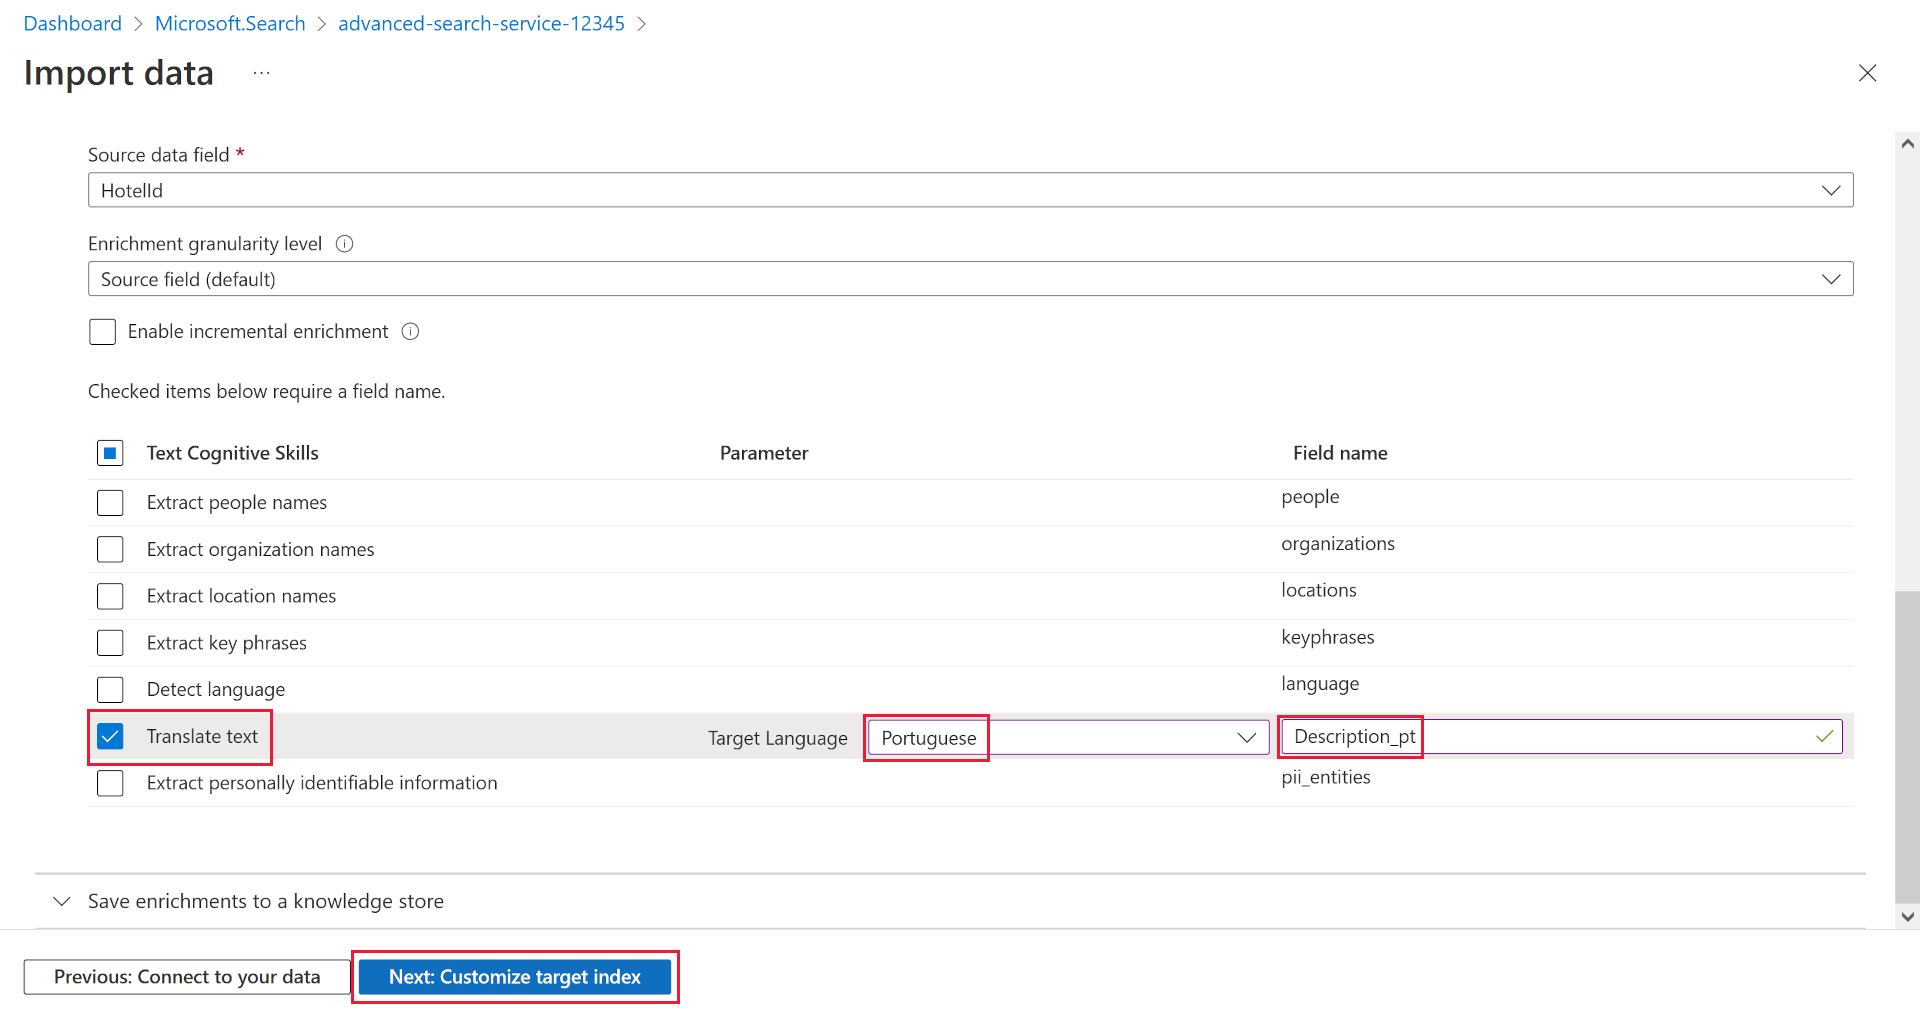 Dashboard > Microsoft.Search > advanced-search-service-12345 >
Import data ...
Source data field *
HotelId
Enrichment granularity level
Source field (default)
Enable incremental enrichment
Checked items below require a field name.
Text Cognitive Skills Parameter Field name
Extract people names people
Extract organization names organizations
Extract location names locations
Extract key phrases keyphrases
Detect language language
Translate text Target Language Portuguese Description_pt
Extract personally identifiable information pii_entities
Save enrichments to a knowledge store
Previous: Connect to your data Next: Customize target index